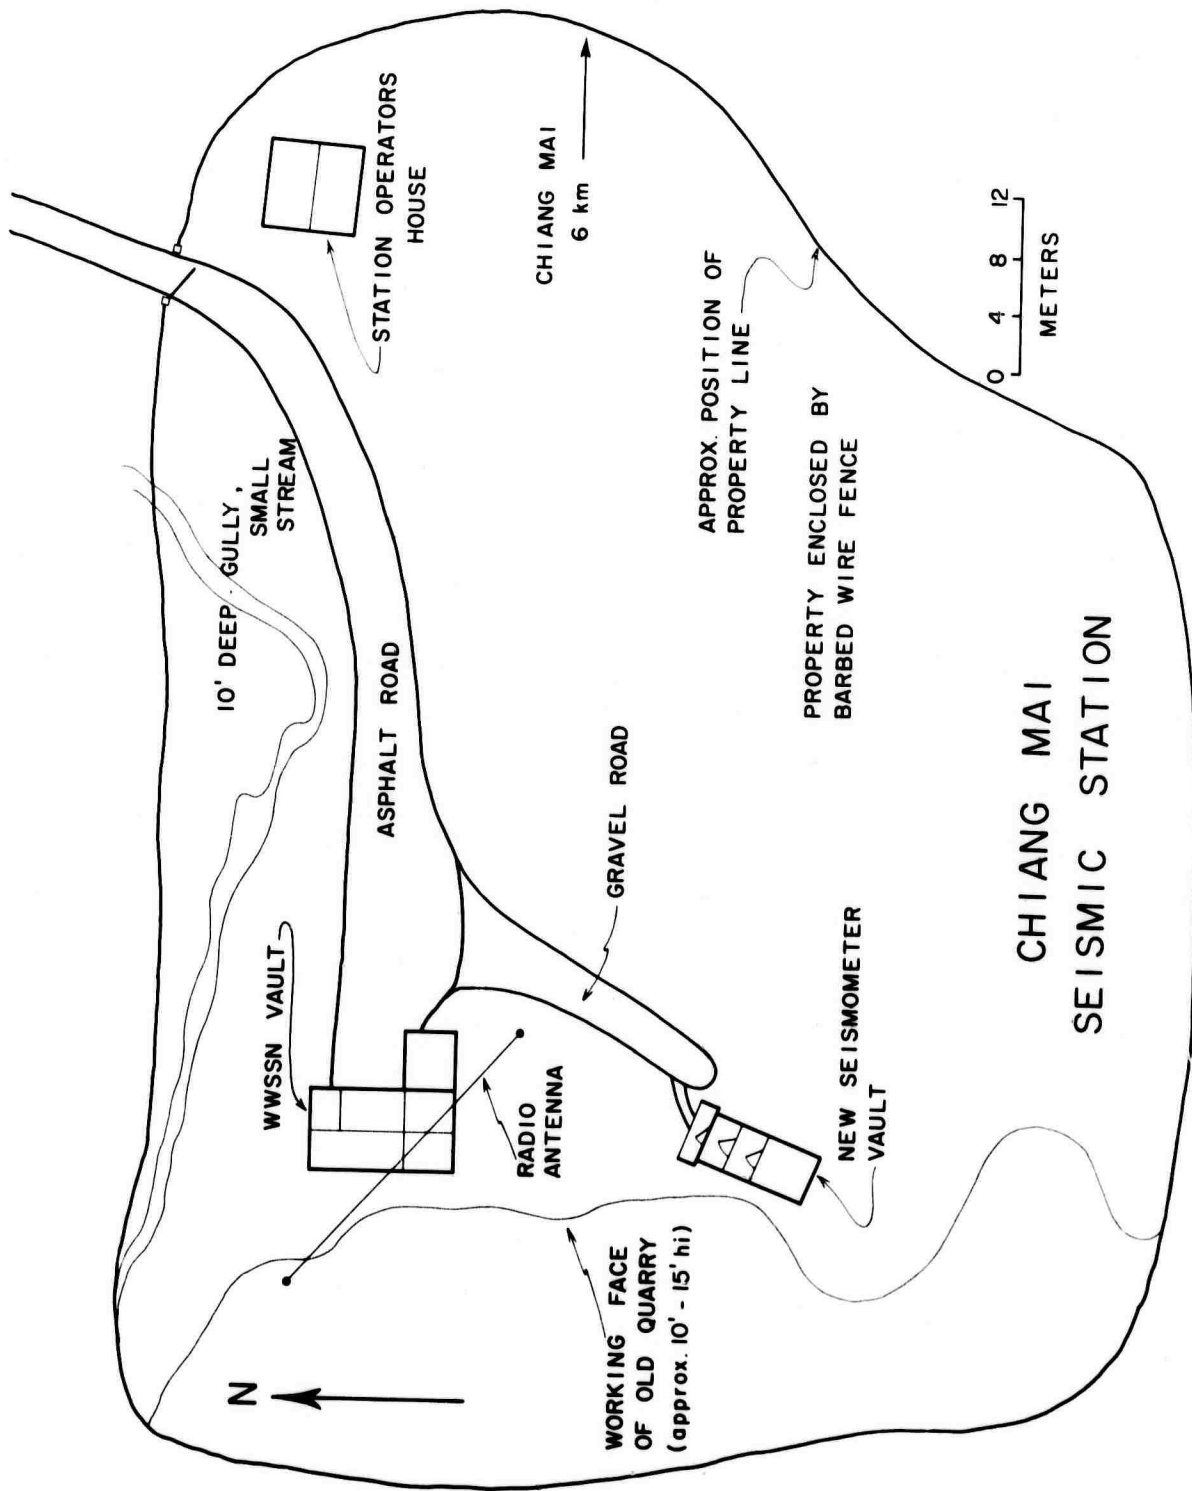 10' DEEP GULLY,
SMALL
STREAM
STATION OPERATORS
HOUSE
WWSSN VAULT
ASPHALT ROAD
N
CHIANG MAI
6 km
RADIO
ANTENNA
GRAVEL ROAD
WORKING FACE
OF OLD QUARRY
(approx. 10' - 15' hi)
APPROX. POSITION OF
PROPERTY LINE
PROPERTY ENCLOSED BY
BARBED WIRE FENCE
NEW SEISMOMETER
VAULT
0 4 8 12
METERS
CHIANG MAI
SEISMIC STATION